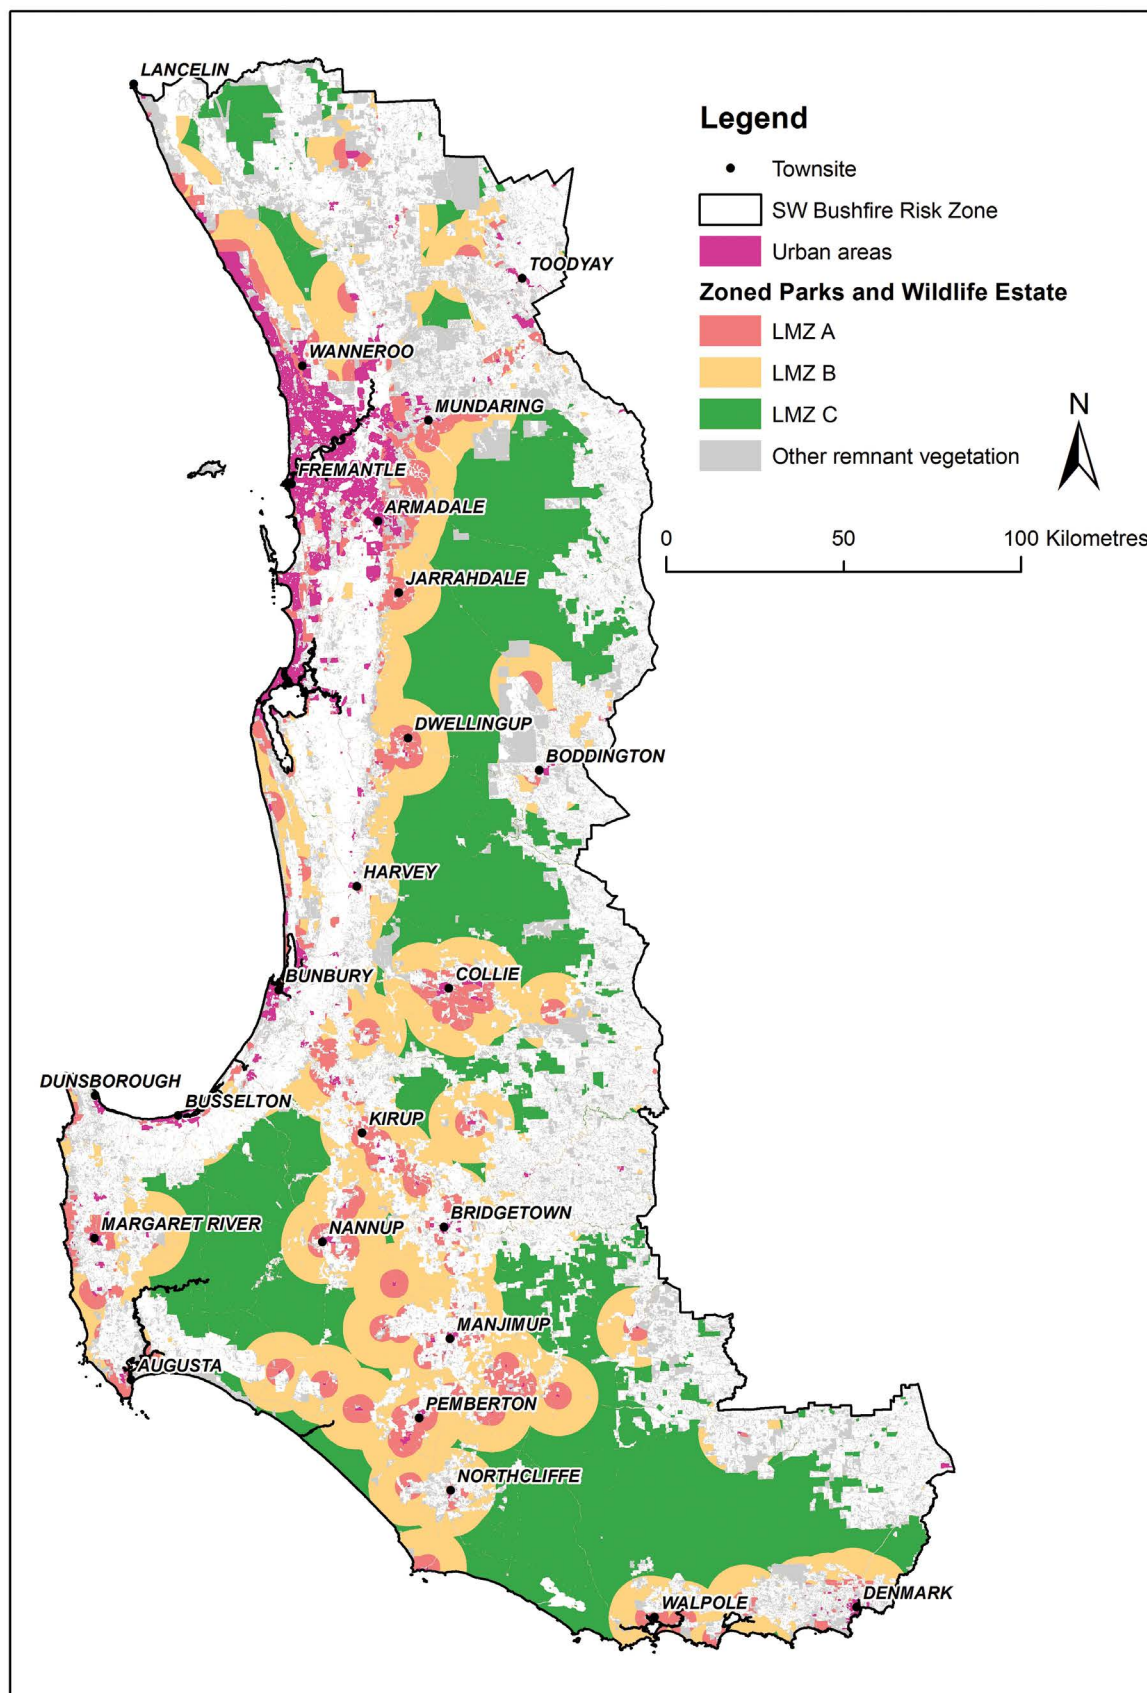 LANCELIN
Legend
Townsite
SW Bushfire Risk Zone
Urban areas
TOODYAY
Zoned Parks and Wildlife Estate
LMZ A
WANNEROO
LMZ B
MUNDARING
LMZ C
N
Other remnant vegetation
FREMANTLE
ARMADALE
0 50 100 Kilometres
JARRAHDALE
DWELLINGUP
BODDINGTON
HARVEY
COLLIE
BUNBURY
DUNSBOROUGH
BUSSELTON
KIRUP
BRIDGETOWN
MARGARET RIVER
NANNUP
MANJIMUP
AUGUSTA
PEMBERTON
NORTHCLIFFE
DENMARK
WALPOLE